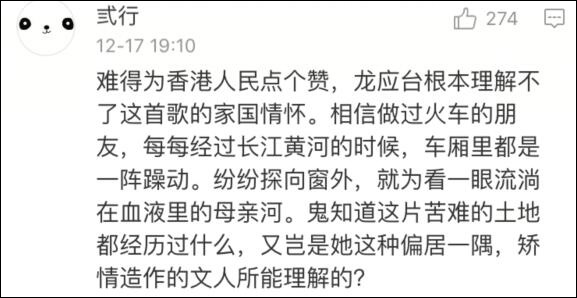 弐行
274
12-17 19:10
难得为香港人民点个赞，龙应台根本理解不
了这首歌的家国情怀。相信做过火车的朋
友，每每经过长江黄河的时候，车厢里都是
一阵躁动。纷纷探向窗外，就为看一眼流淌
在血液里的母亲河。鬼知道这片苦难的土地
都经历过什么，又岂是她这种偏居一隅，矫
情造作的文人所能理解的？